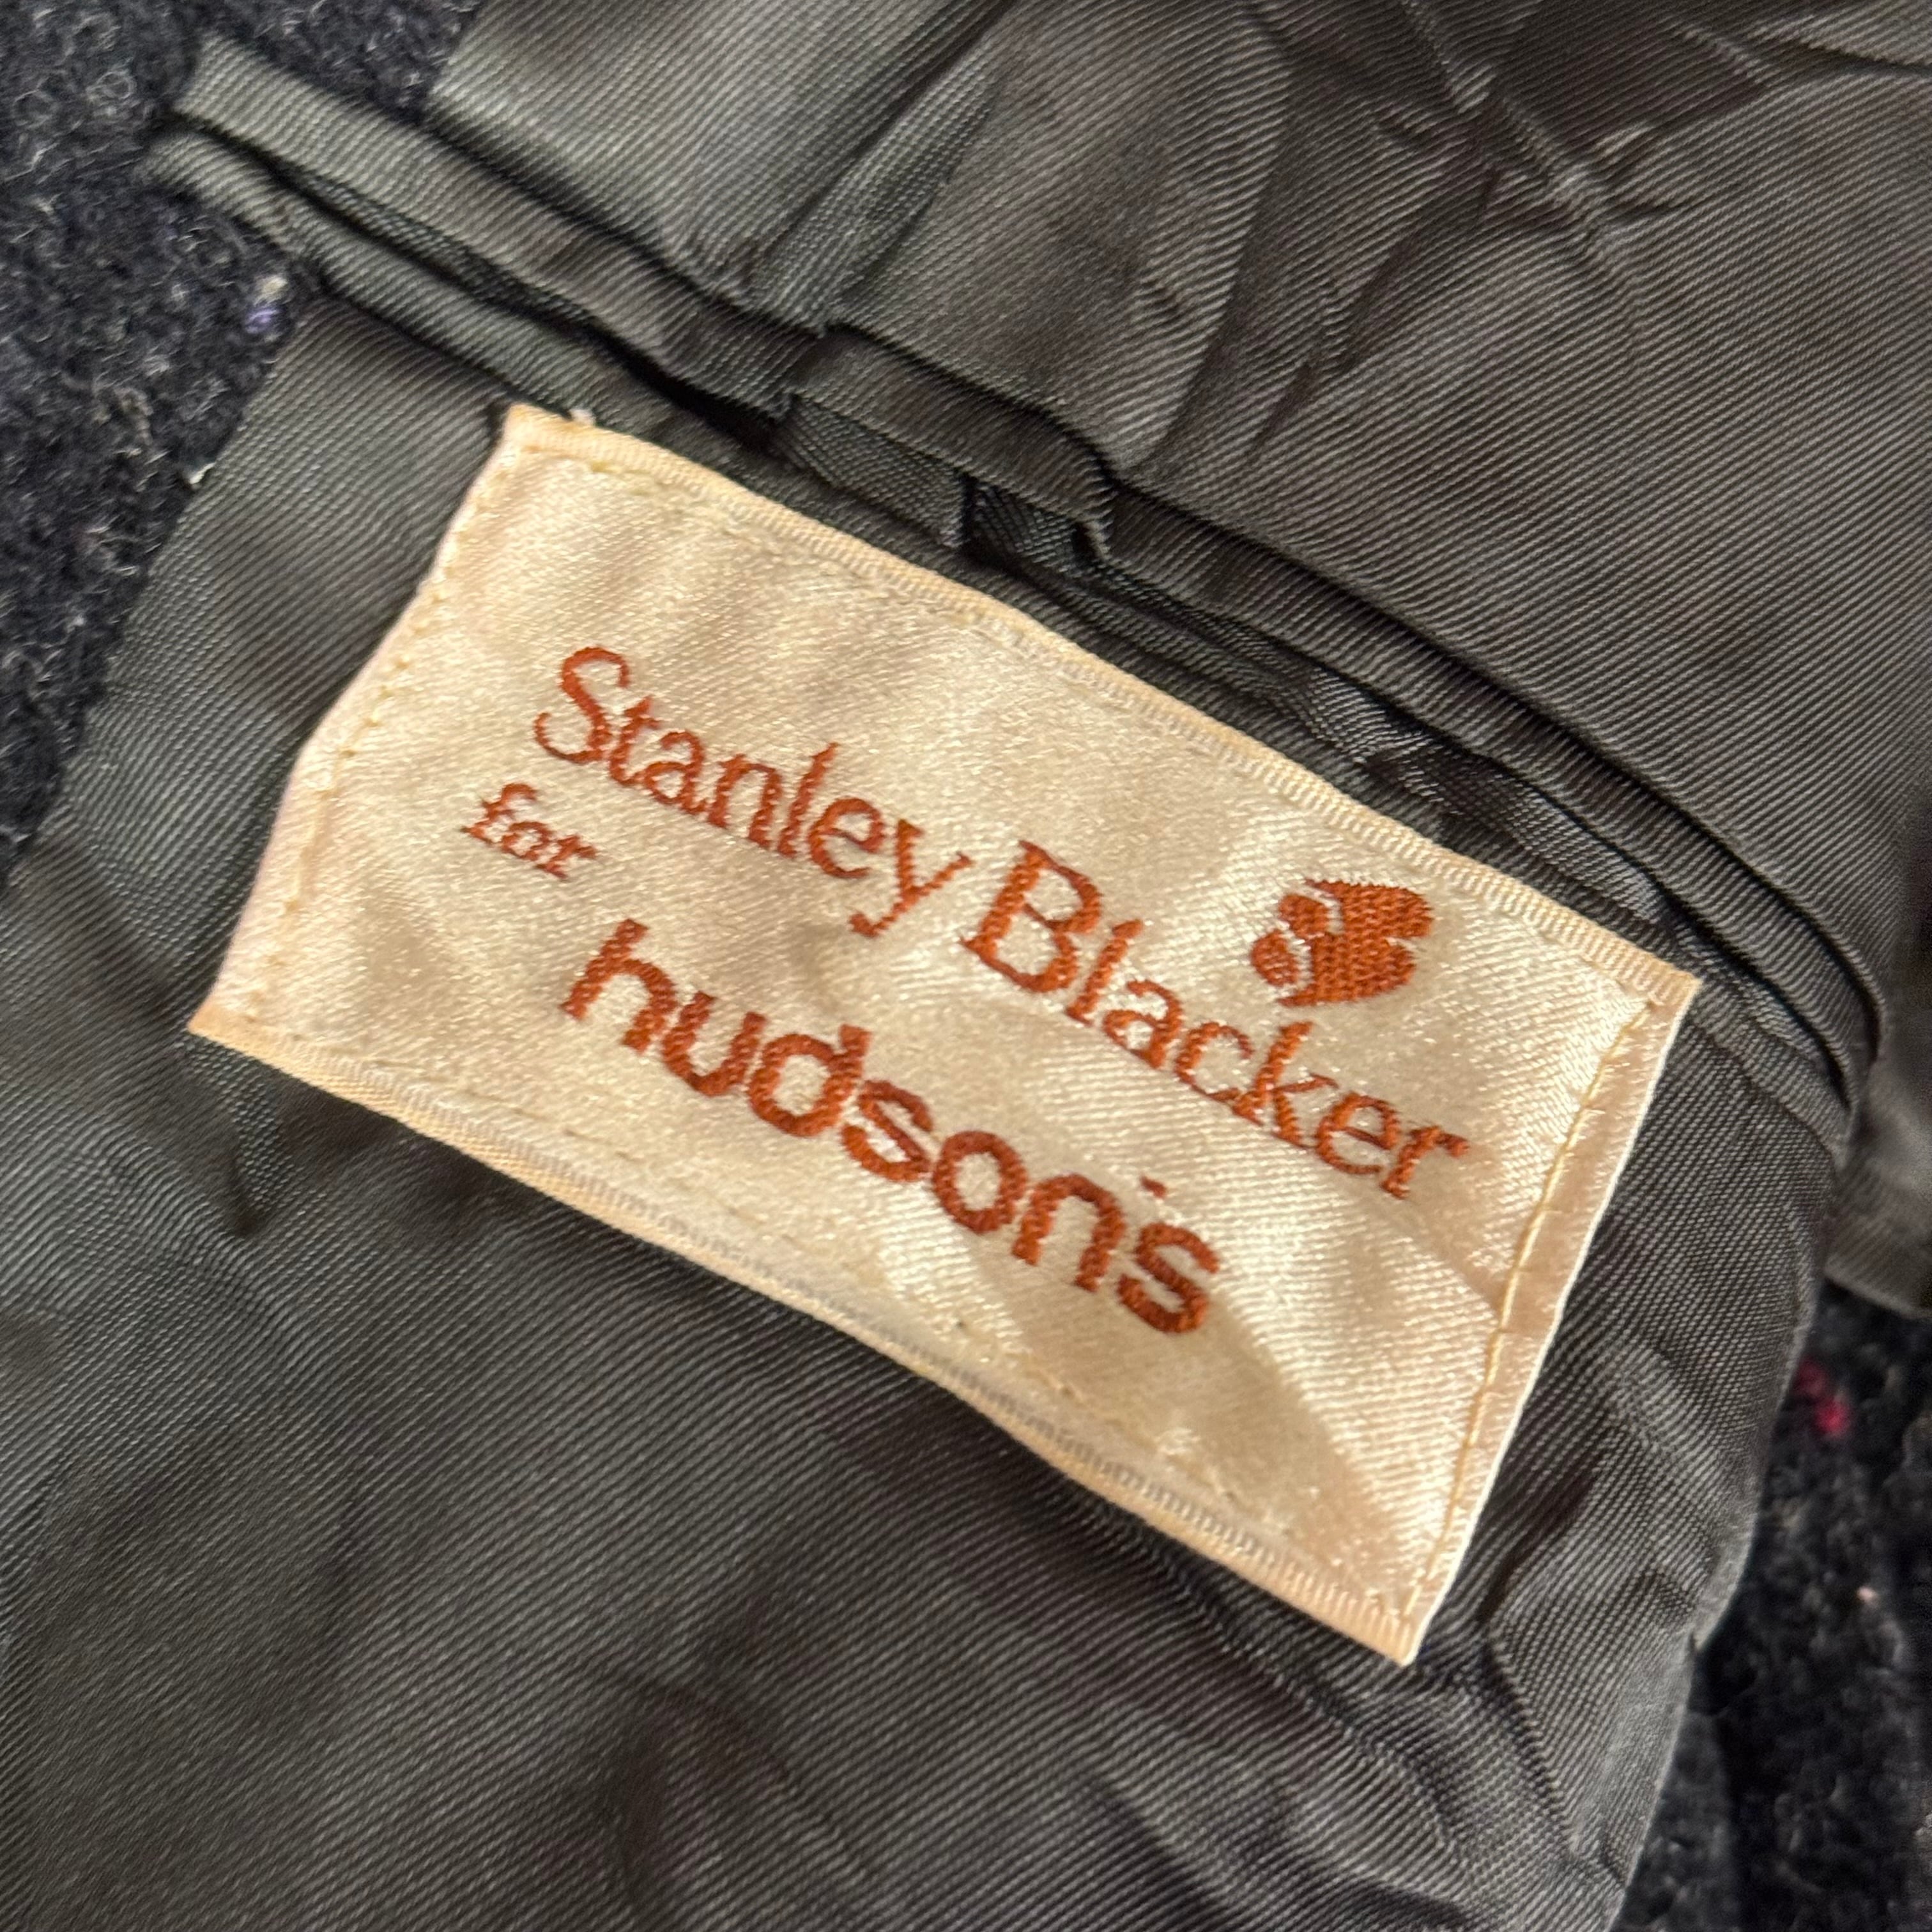 Stanley Blacker
for
hudson's